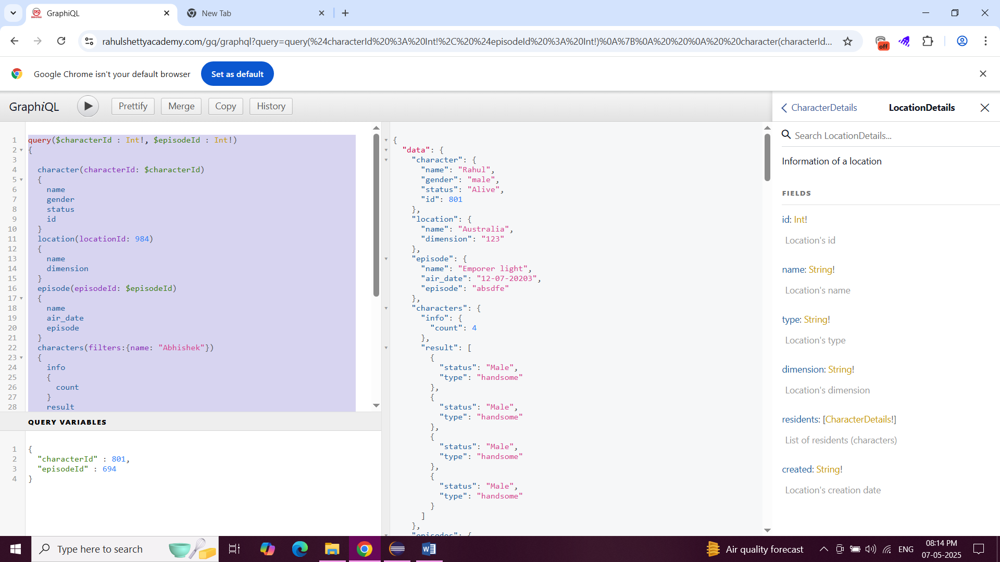 GraphiQL
New Tab
rahulshettyacademy.com/gq/graphql?query=query(%24characterId%20%3A%20Int!%2C%20%24episodeId%20%3A%20Int!)%0A%7B%0A%20%20%0A%20%20character(characterId...
off
Google Chrome isn't your default browser
Set as default
GraphiQL
Prettify
Merge
Copy
History
CharacterDetails
LocationDetails
1 query($characterId : Int!, $episodeId : Int!)
2 {
3
4 character(characterId: $characterId)
5 {
6 name
7 gender
8 status
9 id
10 }
11 location(locationId: 984)
12 {
13 name
14 dimension
15 }
16 episode(episodeId: $episodeId)
17 {
18 name
19 air_date
20 episode
21 }
22 characters(filters:{name: "Abhishek"})
23 {
24 info
25 {
26 count
27 }
28 result
QUERY VARIABLES
1 {
2 "characterId" : 801,
3 "episodeId" : 694
4 }
{
"data": {
"character": {
"name": "Rahul",
"gender": "male",
"status": "Alive",
"id": 801
},
"location": {
"name": "Australia",
"dimension": "123"
},
"episode": {
"name": "Emporer light",
"air_date": "12-07-20203",
"episode": "absdfe"
},
"characters": {
"info": {
"count": 4
},
"result": [
{
"status": "Male",
"type": "handsome"
},
{
"status": "Male",
"type": "handsome"
},
{
"status": "Male",
"type": "handsome"
},
{
"status": "Male",
"type": "handsome"
}
]
},
"episodes": {
Search LocationDetails...
Information of a location
FIELDS
id: Int!
Location's id
name: String!
Location's name
type: String!
Location's type
dimension: String!
Location's dimension
residents: [CharacterDetails!]
List of residents (characters)
created: String!
Location's creation date
Type here to search
Air quality forecast
ENG
08:14 PM
07-05-2025